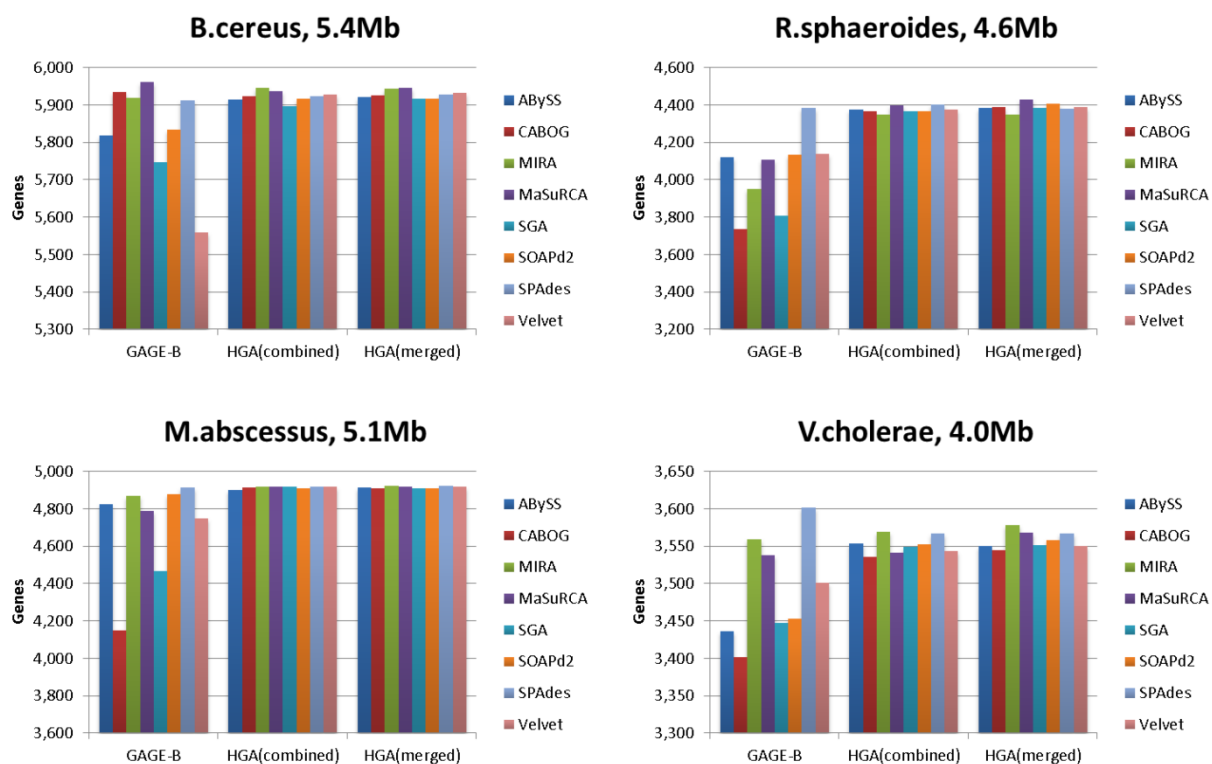 B.cereus, 5.4Mb
6,000
5,900
5,800
5,700
5,600
5,500
5,400
5,300
Genes
GAGE-B HGA(combined) HGA(merged)
ABySS
CABOG
MIRA
MaSuRCA
SGA
SOAPd2
SPAdes
Velvet
R.sphaeroides, 4.6Mb
4,600
4,400
4,200
4,000
3,800
3,600
3,400
3,200
Genes
GAGE-B HGA(combined) HGA(merged)
ABySS
CABOG
MIRA
MaSuRCA
SGA
SOAPd2
SPAdes
Velvet
M.abscessus, 5.1Mb
5,000
4,800
4,600
4,400
4,200
4,000
3,800
3,600
Genes
GAGE-B HGA(combined) HGA(merged)
ABySS
CABOG
MIRA
MaSuRCA
SGA
SOAPd2
SPAdes
Velvet
V.cholerae, 4.0Mb
3,650
3,600
3,550
3,500
3,450
3,400
3,350
3,300
Genes
GAGE-B HGA(combined) HGA(merged)
ABySS
CABOG
MIRA
MaSuRCA
SGA
SOAPd2
SPAdes
Velvet